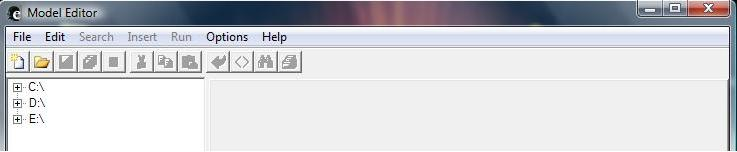 Model Editor
File Edit Search Insert Run Options Help
C:\
D:\
E:\